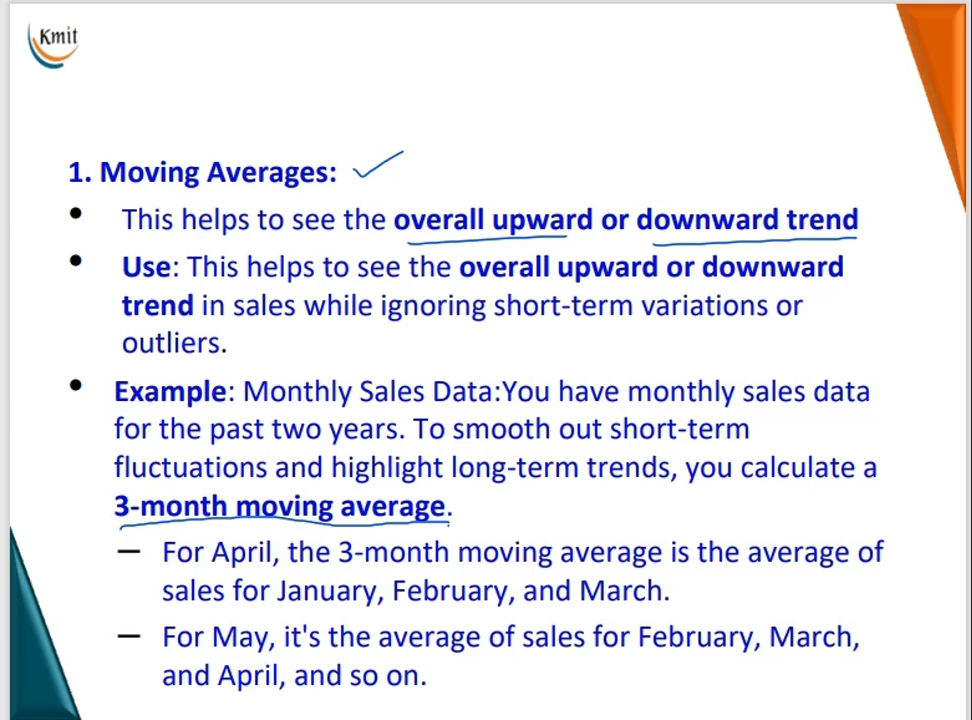 Kmit
1. Moving Averages:
• This helps to see the overall upward or downward trend
• Use: This helps to see the overall upward or downward
trend in sales while ignoring short-term variations or
outliers.
• Example: Monthly Sales Data:You have monthly sales data
for the past two years. To smooth out short-term
fluctuations and highlight long-term trends, you calculate a
3-month moving average.
– For April, the 3-month moving average is the average of
sales for January, February, and March.
– For May, it's the average of sales for February, March,
and April, and so on.